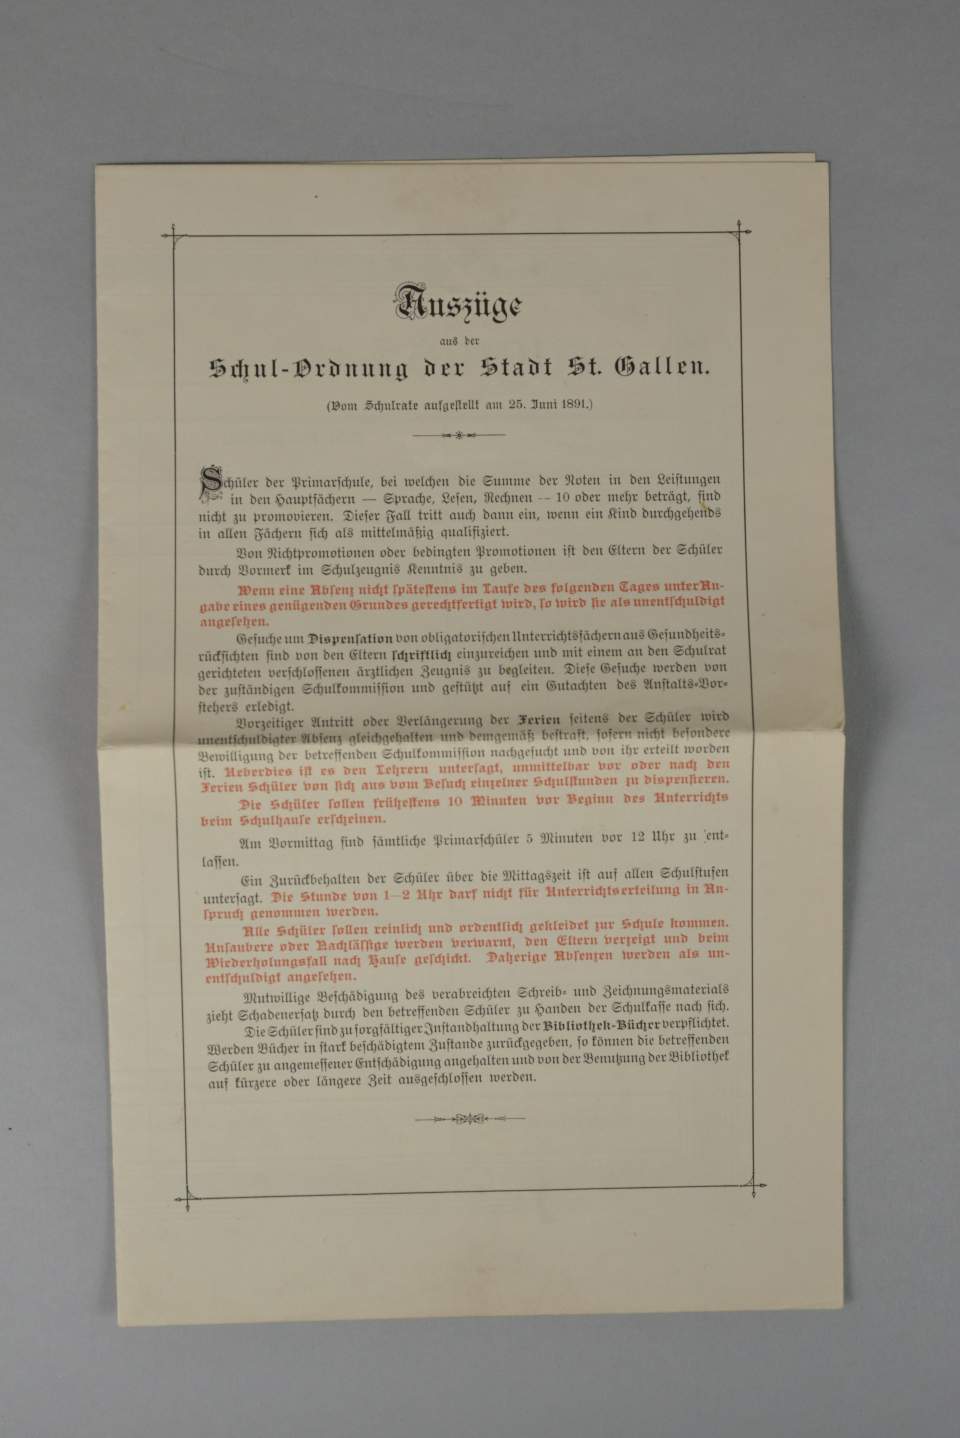 Auszüge
aus der
Schul-Ordnung der Stadt St. Gallen.
(Vom Schulrate aufgestellt am 25. Juni 1891.)
Schüler der Primarschule, bei welchen die Summe der Noten in den Leistungen
in den Hauptfächern — Sprache, Lesen, Rechnen — 10 oder mehr beträgt, sind
nicht zu promovieren. Dieser Fall tritt auch dann ein, wenn ein Kind durchgehends
in allen Fächern sich als mittelmäßig qualifiziert.
Von Nichtpromotionen oder bedingten Promotionen ist den Eltern der Schüler
durch Vormerk im Schulzeugnis Kenntnis zu geben.
Wenn eine Absenz nicht spätestens im Laufe des folgenden Tages unter An-
gabe eines genügenden Grundes gerechtfertigt wird, so wird sie als unentschuldigt
angesehen.
Gesuche um Dispensation von obligatorischen Unterrichtsfächern aus Gesundheits-
rücksichten sind von den Eltern schriftlich einzureichen und mit einem an den Schulrat
gerichteten verschlossenen ärztlichen Zeugnis zu begleiten. Diese Gesuche werden von
der zuständigen Schulkommission und gestützt auf ein Gutachten des Anstalts-Vor-
stehers erledigt.
Vorzeitiger Antritt oder Verlängerung der Ferien seitens der Schüler wird
unentschuldigter Absenz gleichgehalten und demgemäß bestraft, sofern nicht besondere
Bewilligung der betreffenden Schulkommission nachgesucht und von ihr erteilt worden
ist. Ueberdies ist es den Lehrern untersagt, unmittelbar vor oder nach den
Ferien Schüler von sich aus vom Besuch einzelner Schulstunden zu dispensieren.
Die Schüler sollen frühestens 10 Minuten vor Beginn des Unterrichts
beim Schulhause erscheinen.
Am Vormittag sind sämtliche Primarschüler 5 Minuten vor 12 Uhr zu ent-
lassen.
Ein Zurückbehalten der Schüler über die Mittagszeit ist auf allen Schulstufen
untersagt. Die Stunde von 1—2 Uhr darf nicht für Unterrichtserteilung in An-
spruch genommen werden.
Alle Schüler sollen reinlich und ordentlich gekleidet zur Schule kommen.
Unsaubere oder Nachlässige werden verwarnt, den Eltern verzeigt und beim
Wiederholungsfall nach Hause geschickt. Daherige Absenzen werden als un-
entschuldigt angesehen.
Mutwillige Beschädigung des verabreichten Schreib- und Zeichnungsmaterials
zieht Schadenersatz durch den betreffenden Schüler zu Handen der Schulkasse nach sich.
Die Schüler sind zu sorgfältiger Instandhaltung der Bibliothek-Bücher verpflichtet.
Werden Bücher in stark beschädigtem Zustande zurückgegeben, so können die betreffenden
Schüler zu angemessener Entschädigung angehalten und von der Benutzung der Bibliothek
auf kürzere oder längere Zeit ausgeschlossen werden.